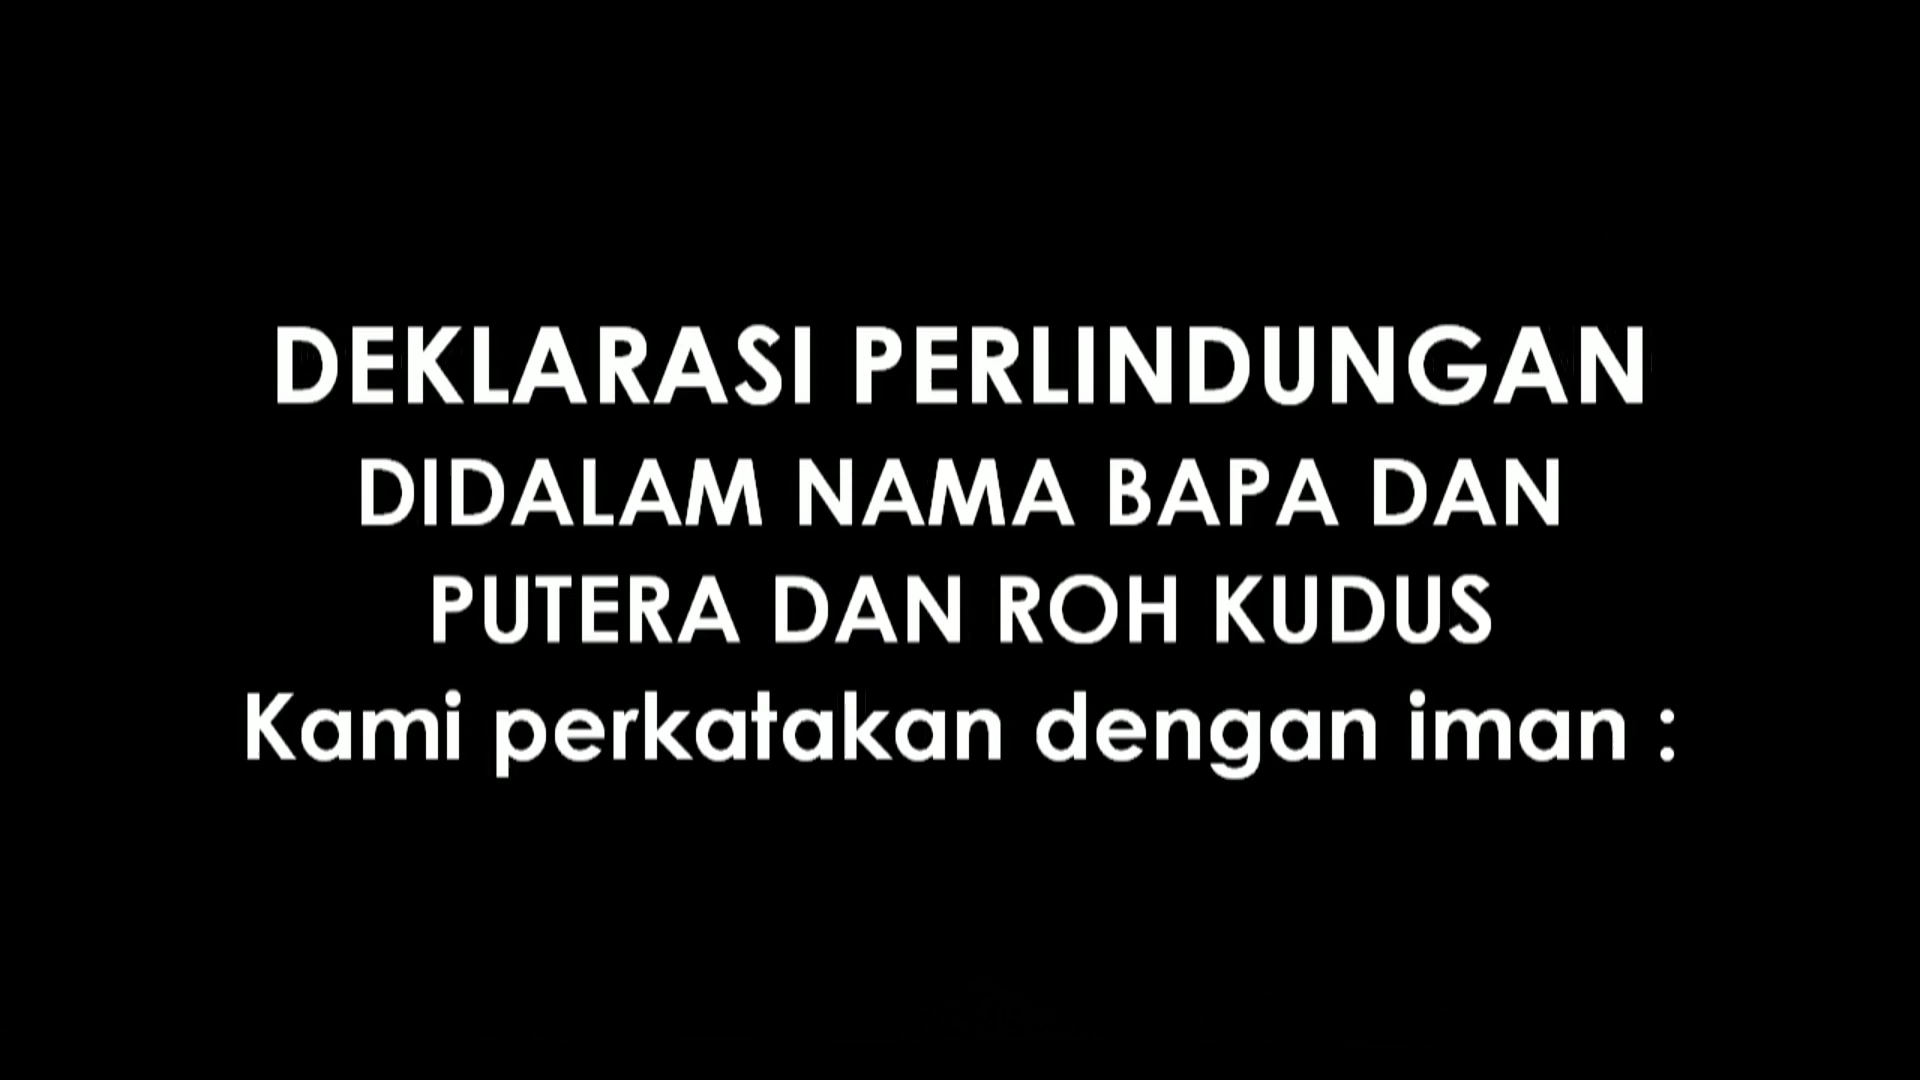 DEKLARASI PERLINDUNGAN
DIDALAM NAMA BAPA DAN
PUTERA DAN ROH KUDUS
Kami perkatakan dengan iman :